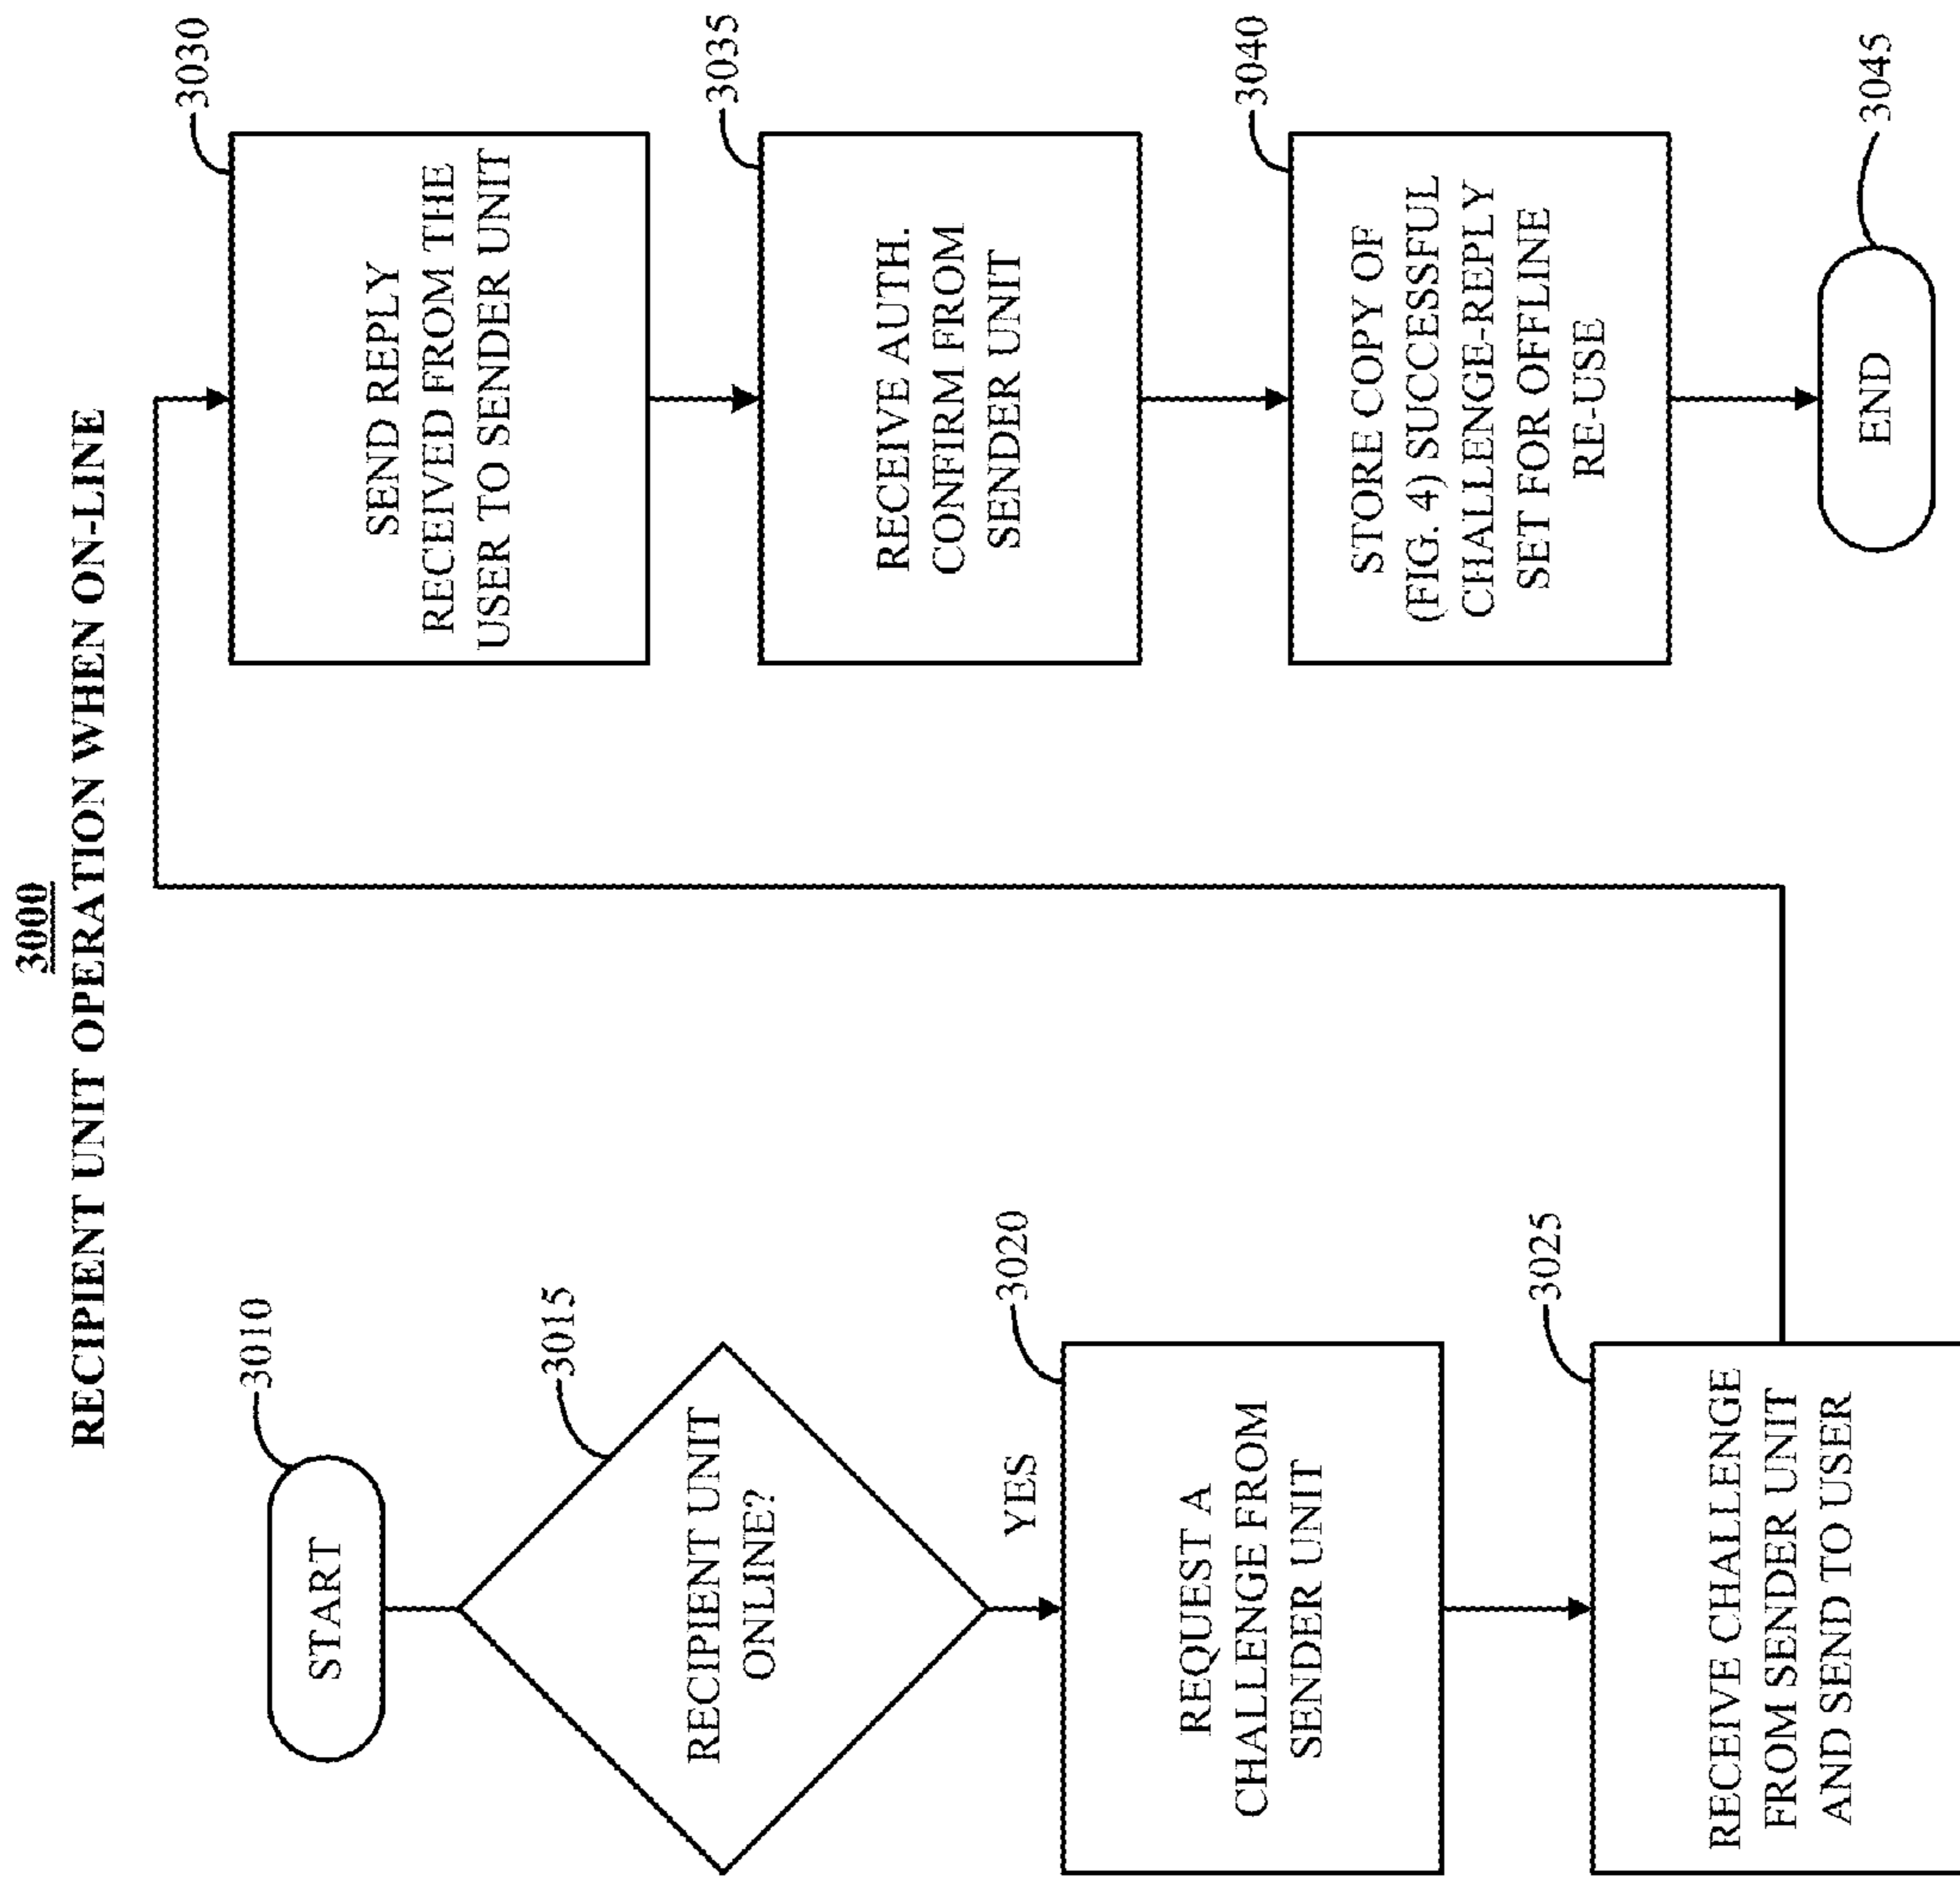 3000
RECIPIENT UNIT OPERATION WHEN ON-LINE
3010
START
3015
RECIPIENT UNIT
ONLINE?
YES
3020
REQUEST A
CHALLENGE FROM
SENDER UNIT
3025
RECEIVE CHALLENGE
FROM SENDER UNIT
AND SEND TO USER
3030
SEND REPLY
RECEIVED FROM THE
USER TO SENDER UNIT
3035
RECEIVE AUTH.
CONFIRM FROM
SENDER UNIT
3040
STORE COPY OF
(FIG. 4) SUCCESSFUL
CHALLENGE-REPLY
SET FOR OFFLINE
RE-USE
3045
END